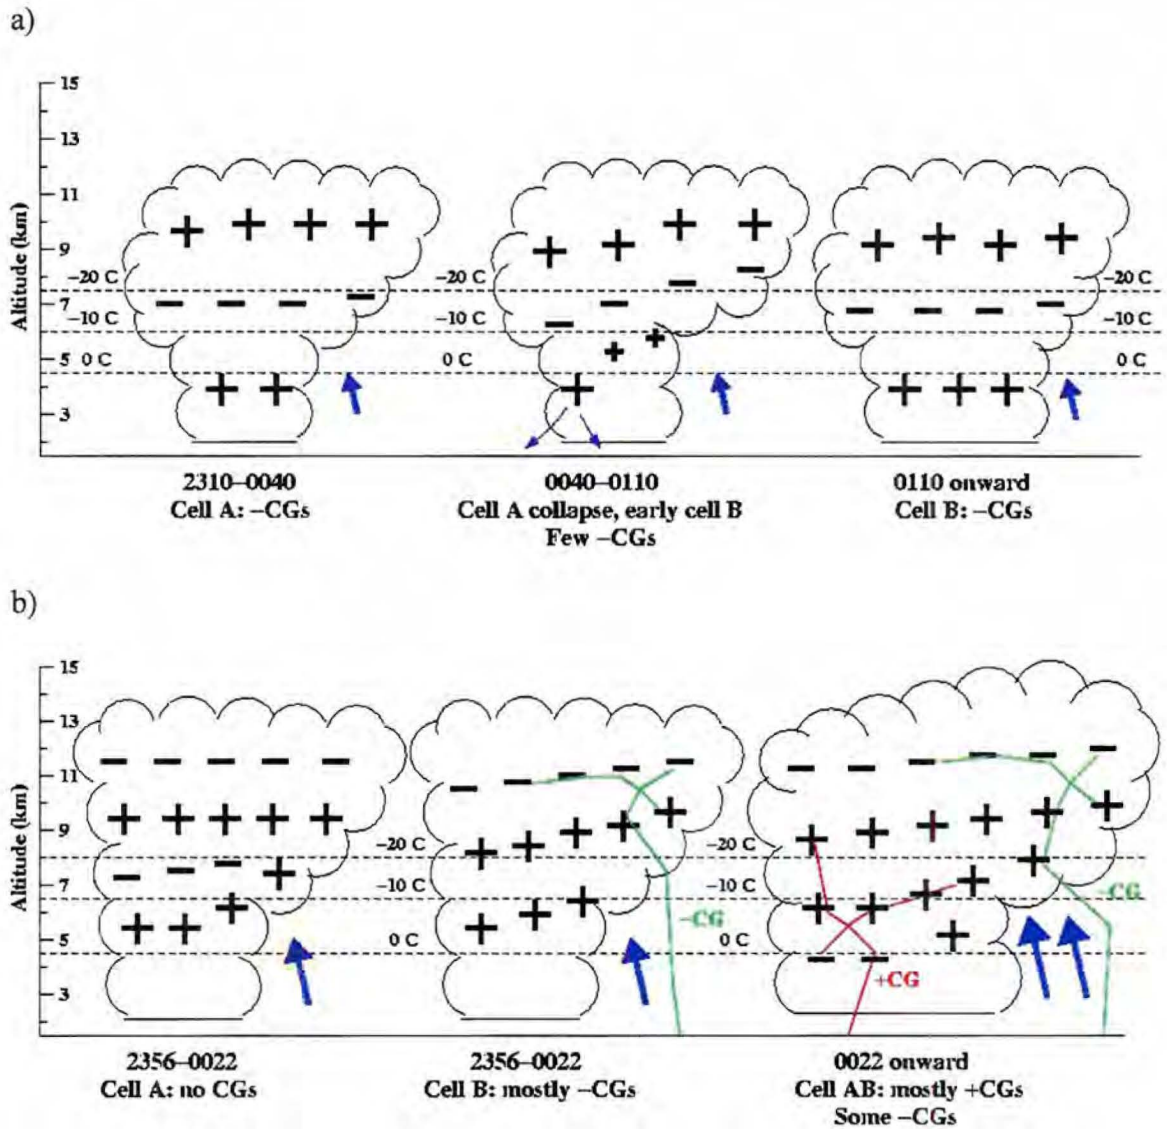 a)
15
13
11
9
7
5
3
Altitude (km)
−20 C
−10 C
0 C
−20 C
−10 C
0 C
−20 C
−10 C
0 C
2310−0040
Cell A: −CGs
0040−0110
Cell A collapse, early cell B
Few −CGs
0110 onward
Cell B: −CGs
b)
15
13
11
9
7
5
3
Altitude (km)
−20 C
−10 C
0 C
−20 C
−10 C
0 C
−CG
+CG
−CG
2356−0022
Cell A: no CGs
2356−0022
Cell B: mostly −CGs
0022 onward
Cell AB: mostly +CGs
Some −CGs